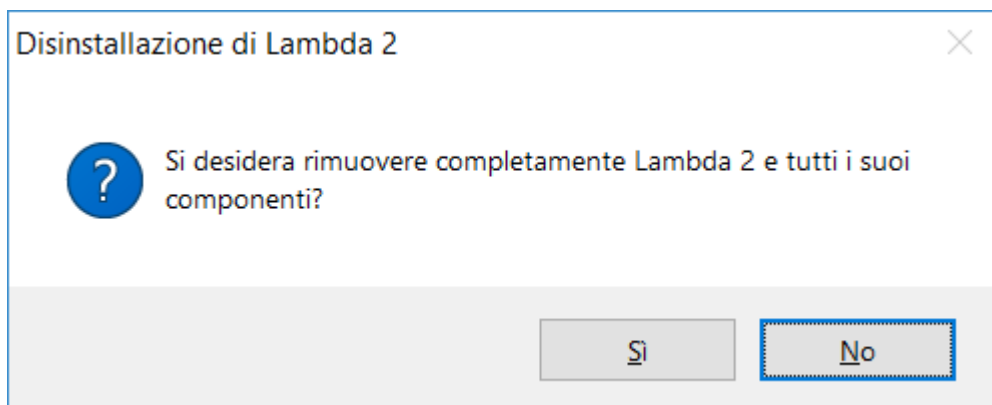 Disinstallazione di Lambda 2
Si desidera rimuovere completamente Lambda 2 e tutti i suoi
componenti?
Sì
No